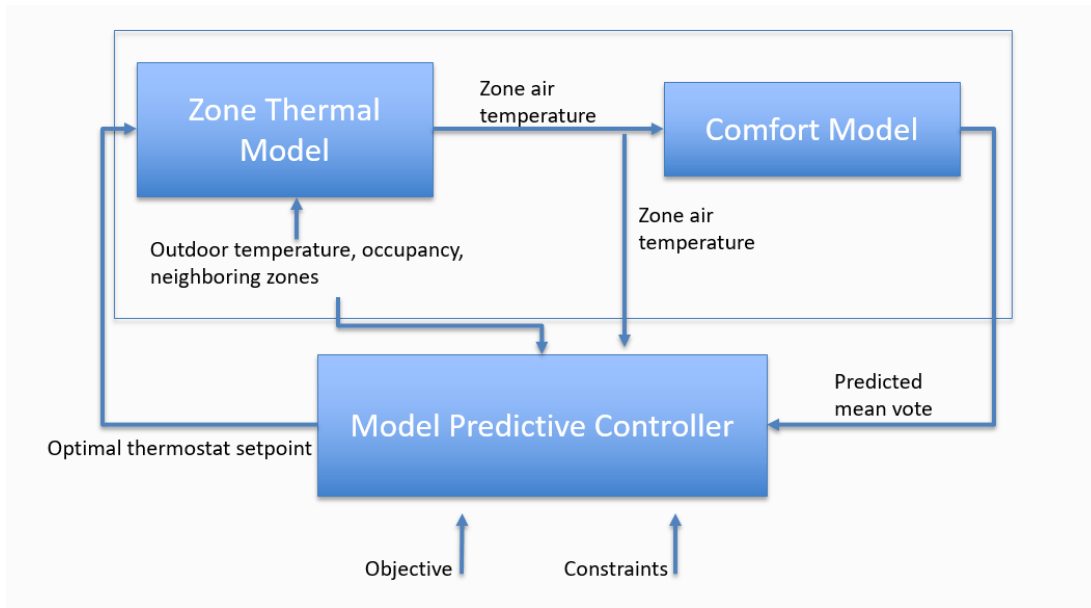 Zone Thermal
Model
Zone air
temperature
Comfort Model
Zone air
temperature
Outdoor temperature, occupancy,
neighboring zones
Predicted
mean vote
Model Predictive Controller
Optimal thermostat setpoint
Objective
Constraints